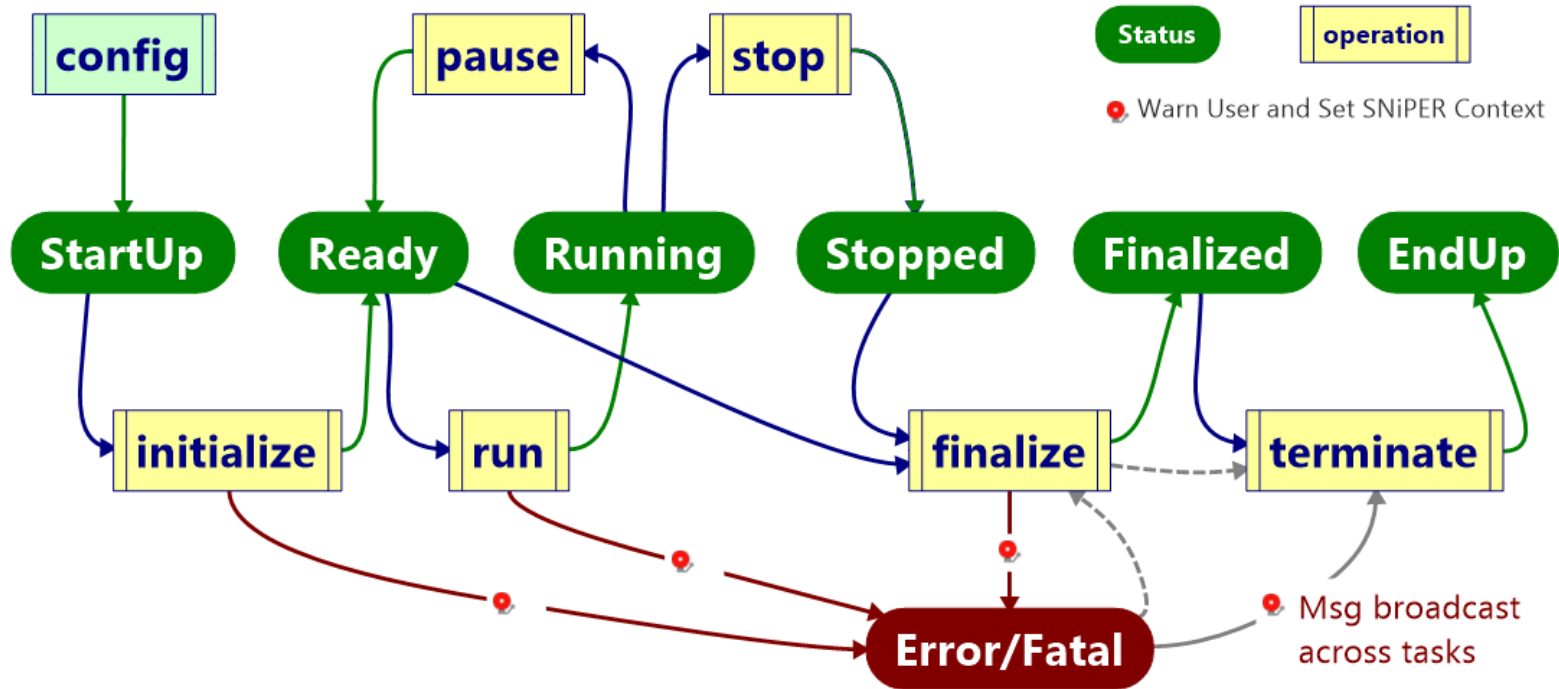 config
pause
stop
Status
operation
Warn User and Set SNiPER Context
StartUp
Ready
Running
Stopped
Finalized
EndUp
initialize
run
finalize
terminate
Error/Fatal
Msg broadcast
across tasks